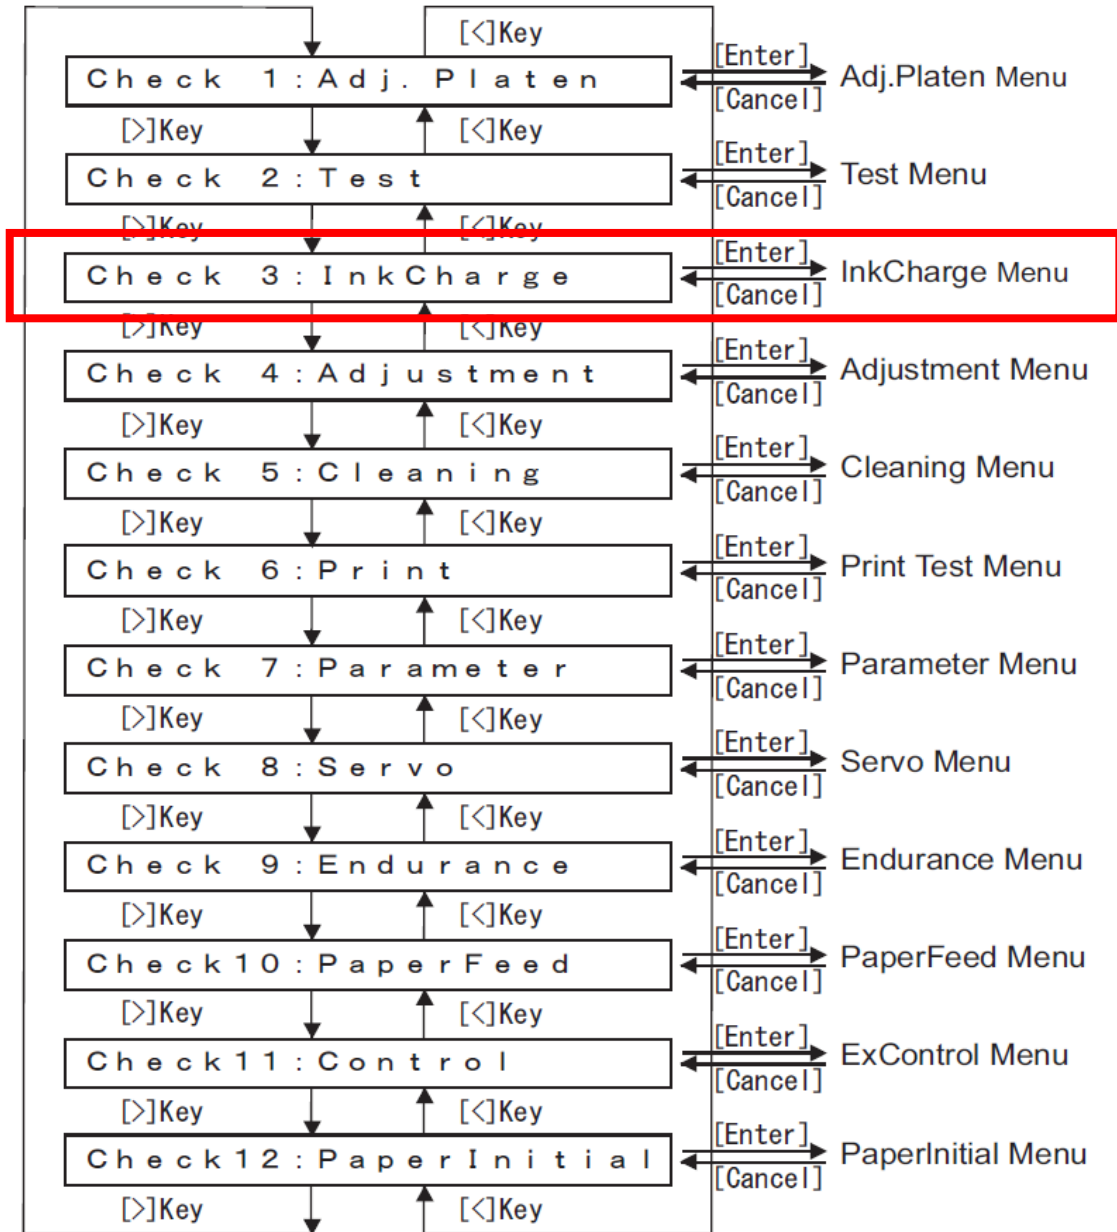 [<]Key
Check 1:Adj. Platen
[Enter]
[Cancel]
Adj.Platen Menu
[>]Key
[<]Key
Check 2:Test
[Enter]
[Cancel]
Test Menu
[>]Key
[<]Key
Check 3:InkCharge
[Enter]
[Cancel]
InkCharge Menu
[>]Key
[<]Key
Check 4:Adjustment
[Enter]
[Cancel]
Adjustment Menu
[>]Key
[<]Key
Check 5:Cleaning
[Enter]
[Cancel]
Cleaning Menu
[>]Key
[<]Key
Check 6:Print
[Enter]
[Cancel]
Print Test Menu
[>]Key
[<]Key
Check 7:Parameter
[Enter]
[Cancel]
Parameter Menu
[>]Key
[<]Key
Check 8:Servo
[Enter]
[Cancel]
Servo Menu
[>]Key
[<]Key
Check 9:Endurance
[Enter]
[Cancel]
Endurance Menu
[>]Key
[<]Key
Check10:PaperFeed
[Enter]
[Cancel]
PaperFeed Menu
[>]Key
[<]Key
Check11:Control
[Enter]
[Cancel]
ExControl Menu
[>]Key
[<]Key
Check12:PaperInitial
[Enter]
[Cancel]
PaperInitial Menu
[>]Key
[<]Key